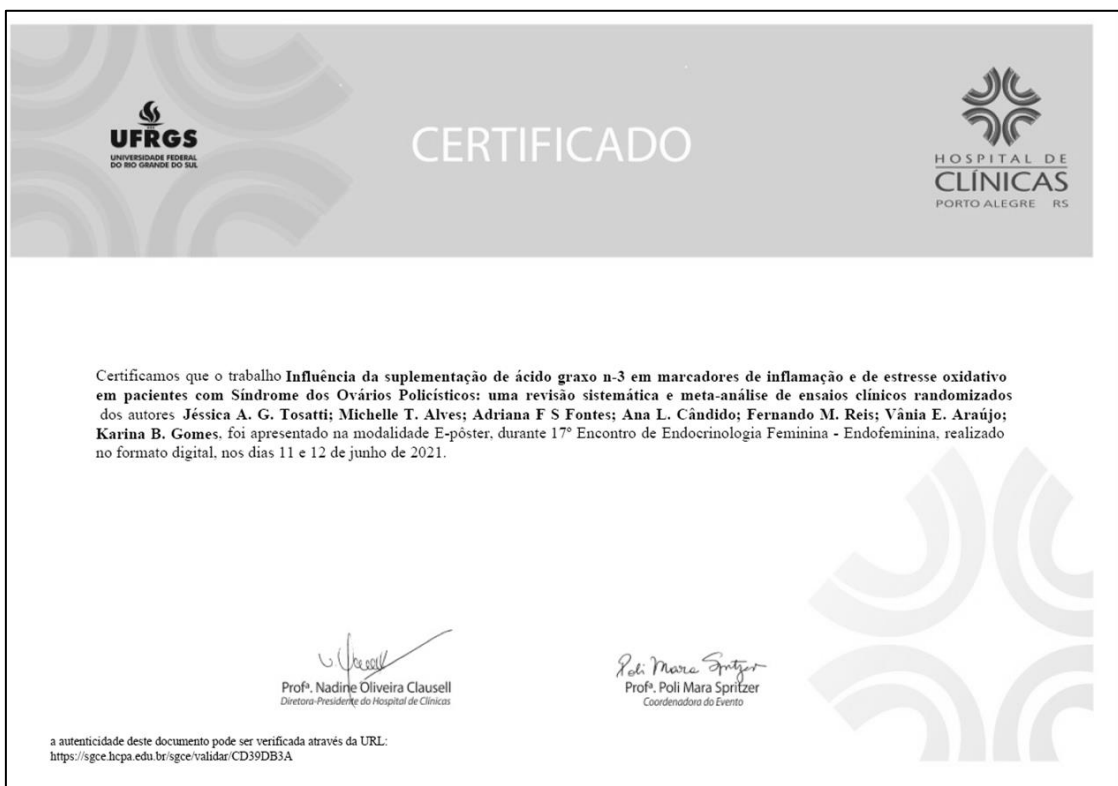 UFRGS
UNIVERSIDADE FEDERAL
DO RIO GRANDE DO SUL
CERTIFICADO
HOSPITAL DE
CLÍNICAS
PORTO ALEGRE RS
Certificamos que o trabalho Influência da suplementação de ácido graxo n-3 em marcadores de inflamação e de estresse oxidativo
em pacientes com Síndrome dos Ovários Policísticos: uma revisão sistemática e meta-análise de ensaios clínicos randomizados
dos autores Jéssica A. G. Tosatti; Michelle T. Alves; Adriana F S Fontes; Ana L. Cândido; Fernando M. Reis; Vânia E. Araújo;
Karina B. Gomes, foi apresentado na modalidade E-pôster, durante 17º Encontro de Endocrinologia Feminina - Endofeminina, realizado
no formato digital, nos dias 11 e 12 de junho de 2021.
Poli Mara Spritzer
Profª. Nadine Oliveira Clausell
Diretora-Presidente do Hospital de Clínicas
Profª. Poli Mara Spritzer
Coordenadora do Evento
a autenticidade deste documento pode ser verificada através da URL:
https://sgce.hcpa.edu.br/sgce/validar/CD39DB3A